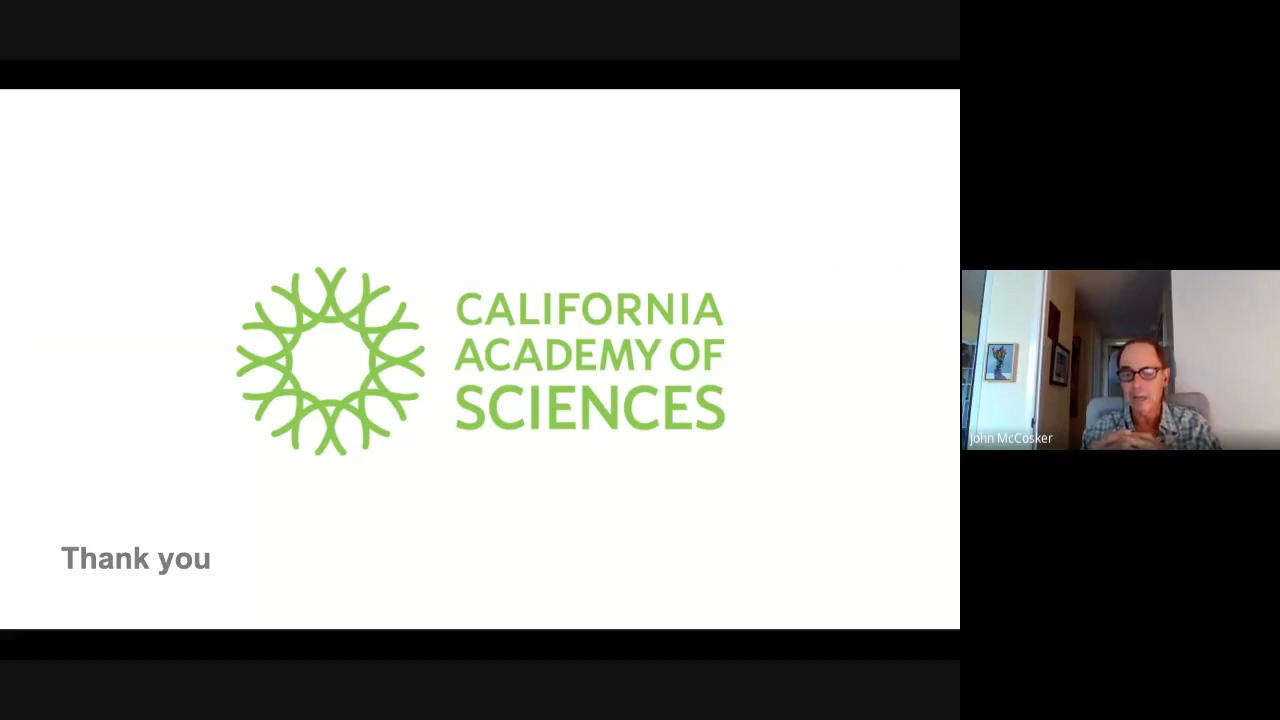 CALIFORNIA
ACADEMY OF
SCIENCES
Thank you
John McCosker